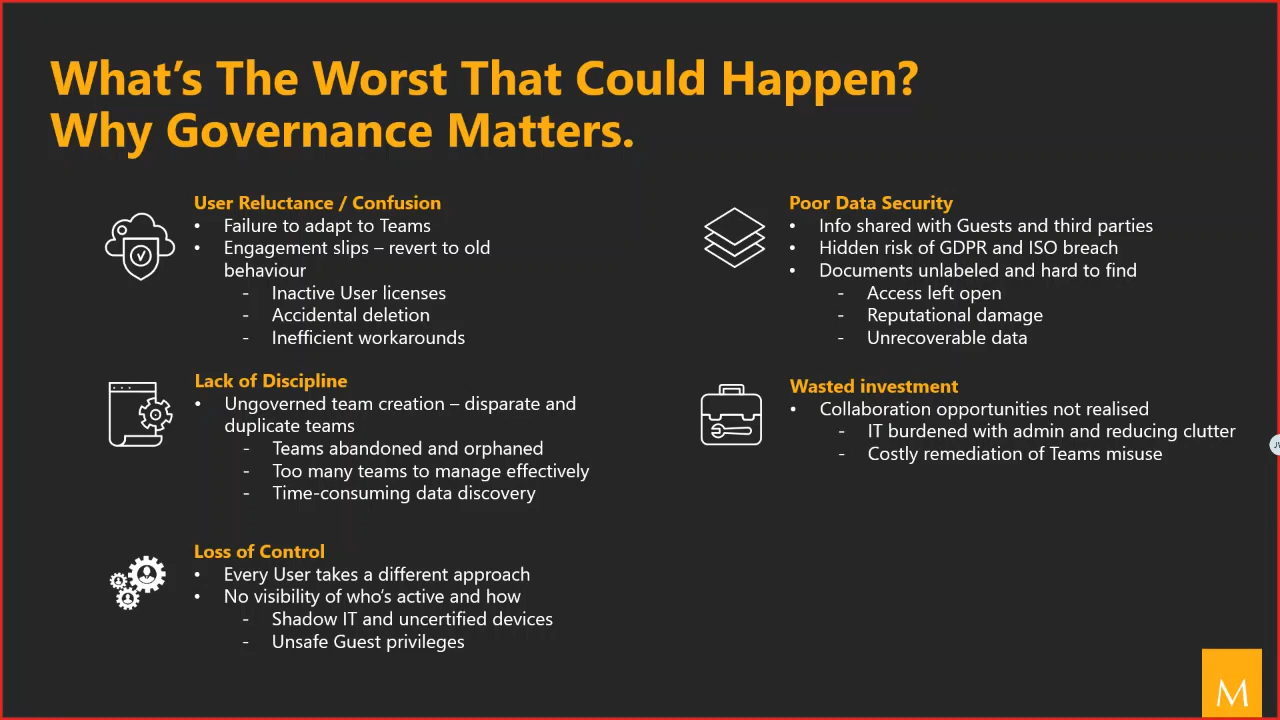 What's The Worst That Could Happen?
Why Governance Matters.
User Reluctance / Confusion
• Failure to adapt to Teams
• Engagement slips – revert to old
behaviour
- Inactive User licenses
- Accidental deletion
- Inefficient workarounds
Lack of Discipline
• Ungoverned team creation – disparate and
duplicate teams
- Teams abandoned and orphaned
- Too many teams to manage effectively
- Time-consuming data discovery
Loss of Control
• Every User takes a different approach
• No visibility of who's active and how
- Shadow IT and uncertified devices
- Unsafe Guest privileges
Poor Data Security
• Info shared with Guests and third parties
• Hidden risk of GDPR and ISO breach
• Documents unlabeled and hard to find
- Access left open
- Reputational damage
- Unrecoverable data
Wasted investment
• Collaboration opportunities not realised
- IT burdened with admin and reducing clutter
- Costly remediation of Teams misuse
M